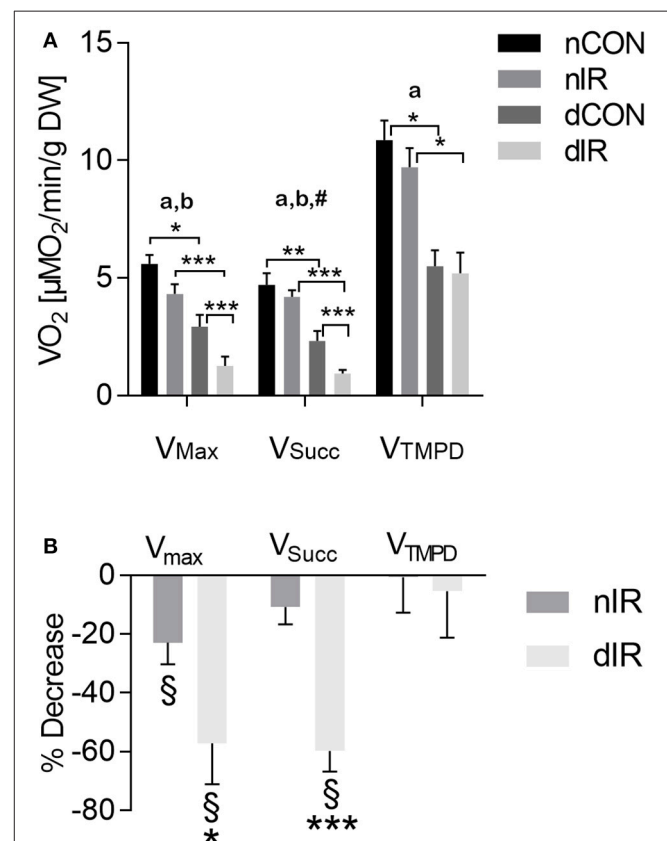 A
15
10
5
0
VO2 [µMO2/min/g DW]
nCON
nIR
dCON
dIR
a,b
*
***
***
a,b,#
**
***
***
a
*
*
VMax
VSucc
VTMPD
B
Vmax
VSucc
VTMPD
0
-20
-40
-60
-80
% Decrease
§
§
*
§
***
nIR
dIR